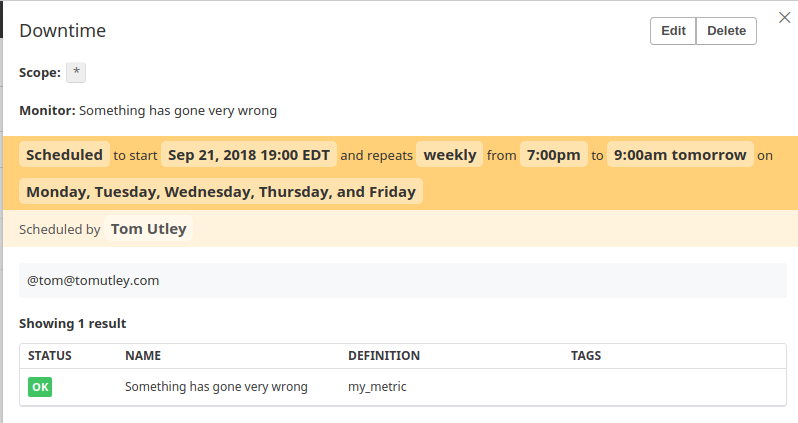 Downtime
Edit
Delete
Scope: *
Monitor: Something has gone very wrong
Scheduled to start Sep 21, 2018 19:00 EDT and repeats weekly from 7:00pm to 9:00am tomorrow on
Monday, Tuesday, Wednesday, Thursday, and Friday
Scheduled by Tom Utley
@tom@tomutley.com
Showing 1 result
STATUS NAME DEFINITION TAGS
OK Something has gone very wrong my_metric